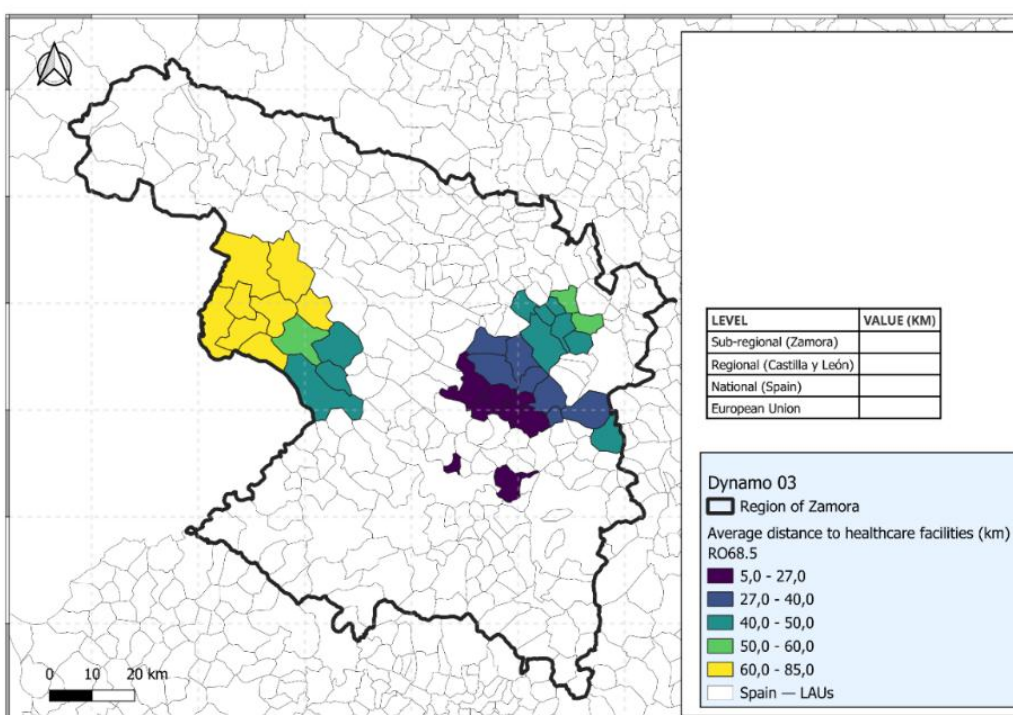 LEVEL VALUE (KM)
Sub-regional (Zamora)
Regional (Castilla y León)
National (Spain)
European Union
Dynamo 03
Region of Zamora
Average distance to healthcare facilities (km)
RO68.5
5,0 - 27,0
27,0 - 40,0
40,0 - 50,0
50,0 - 60,0
60,0 - 85,0
Spain — LAUs
0 10 20 km